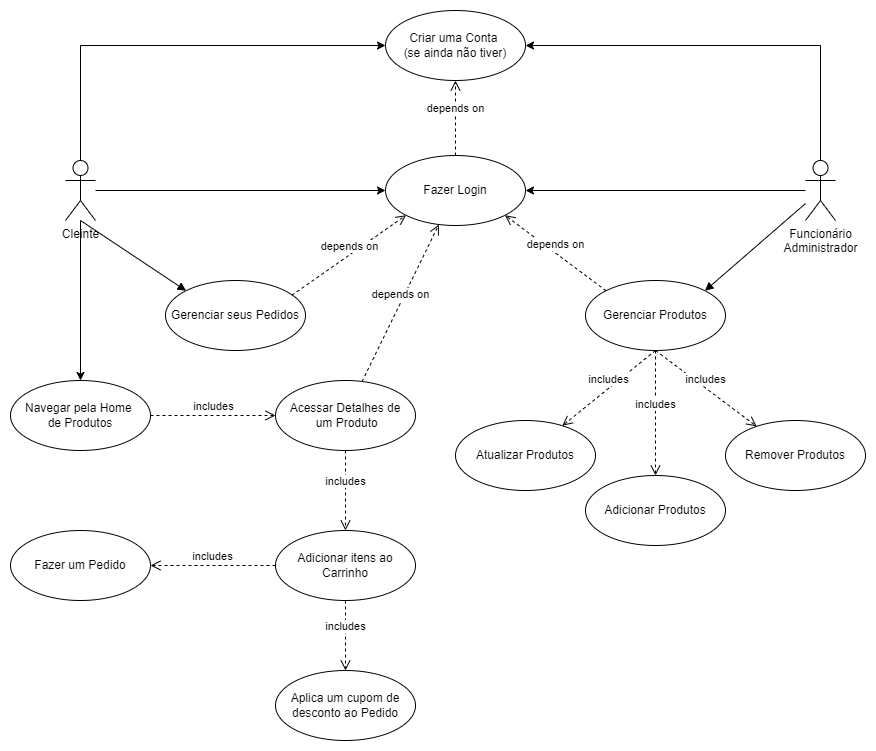 Criar uma Conta
(se ainda não tiver)
depends on
Fazer Login
Cleinte
Funcionário
Administrador
depends on
depends on
depends on
Gerenciar seus Pedidos
Gerenciar Produtos
includes
includes
includes
Navegar pela Home
de Produtos
includes
Acessar Detalhes de
um Produto
Atualizar Produtos
Remover Produtos
Adicionar Produtos
includes
Fazer um Pedido
includes
Adicionar itens ao
Carrinho
includes
Aplica um cupom de
desconto ao Pedido